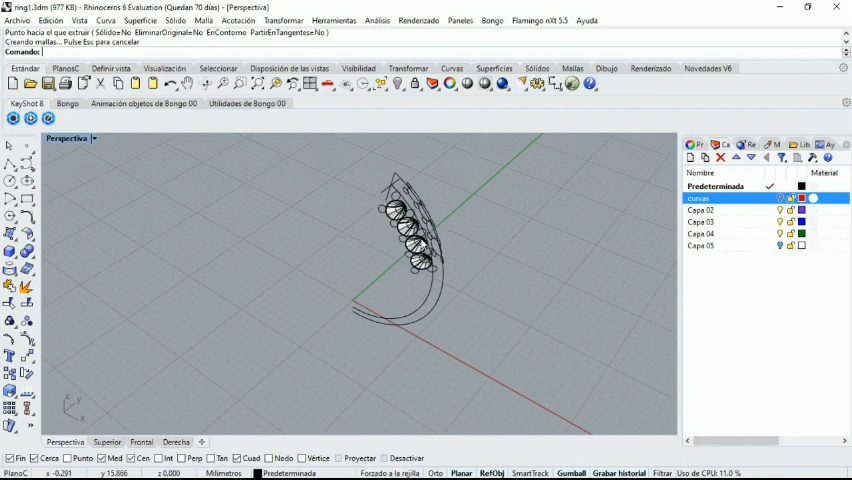 ring1.3dm (977 KB) - Rhinoceros 6 Evaluation (Quedan 70 días) - [Perspectiva]
Archivo Edición Vista Curva Superficie Sólido Malla Acotación Transformar Herramientas Análisis Renderizado Paneles Bongo Flamingo nXt 5.5 Ayuda
Punto hacia el que extruir ( Sólido=No EliminarOriginal=No EnContorno PartirEnTangentes=No )
Creando mallas... Pulse Esc para cancelar
Comando:
Estándar PlanosC Definir vista Visualización Seleccionar Disposición de las vistas Visibilidad Transformar Curvas Superficies Sólidos Mallas Dibujo Renderizado Novedades V6
KeyShot 8 Bongo Animación objetos de Bongo 00 Utilidades de Bongo 00
Perspectiva
Pr Ca Re M Lib Ay
Nombre Material
Predeterminada
curvas
Capa 02
Capa 03
Capa 04
Capa 05
z y x
Perspectiva Superior Frontal Derecha
Fin Cerca Punto Med Cen Int Perp Tan Cuad Nodo Vértice Proyectar Desactivar
PlanoC x -0.291 y 15.866 z 0.000 Milímetros Predeterminada Forzado a la rejilla Orto Planar RefObj SmartTrack Gumball Grabar historial Filtrar Uso de CPU: 11.0 %